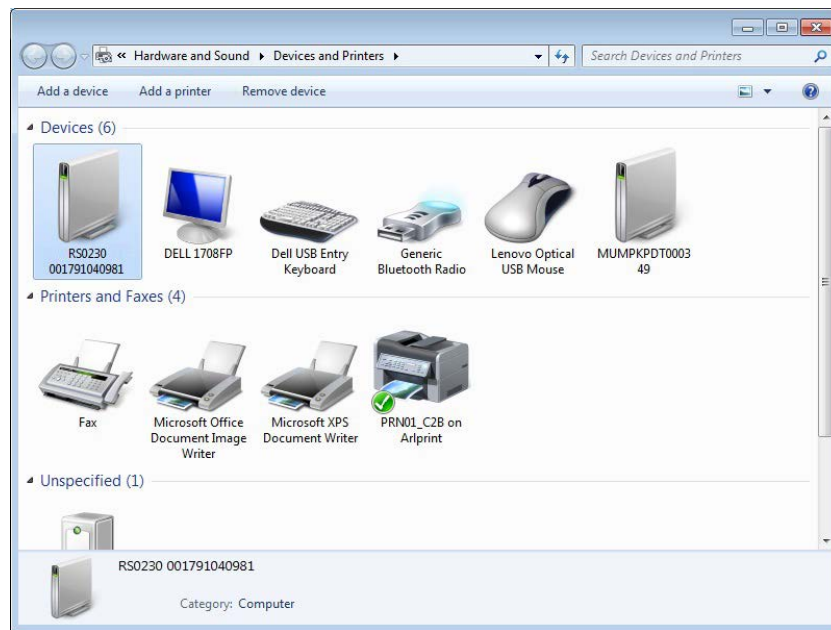 « Hardware and Sound ▸ Devices and Printers ▸ Search Devices and Printers
Add a device Add a printer Remove device
Devices (6)
RS0230
001791040981
DELL 1708FP
Dell USB Entry
Keyboard
Generic
Bluetooth Radio
Lenovo Optical
USB Mouse
MUMPKPDT0003
49
Printers and Faxes (4)
Fax
Microsoft Office
Document Image
Writer
Microsoft XPS
Document Writer
PRN01_C2B on
Arlprint
Unspecified (1)
RS0230 001791040981
Category: Computer